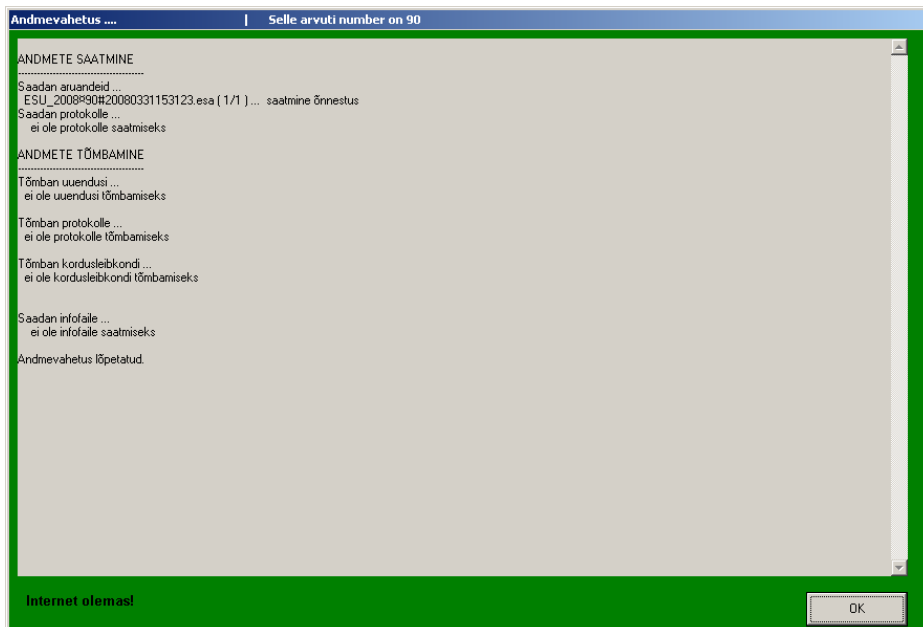 Andmevahetus .... | Selle arvuti number on 90
ANDMETE SAATMINE
---------------------------------------
Saadan aruandeid ...
ESU_2008¤90#20080331153123.esa ( 1/1 ) ... saatmine õnnestus
Saadan protokolle ...
ei ole protokolle saatmiseks
ANDMETE TÕMBAMINE
---------------------------------------
Tõmban uuendusi ...
ei ole uuendusi tõmbamiseks
Tõmban protokolle ...
ei ole protokolle tõmbamiseks
Tõmban kordusleibkondi ...
ei ole kordusleibkondi tõmbamiseks
Saadan infofaile ...
ei ole infofaile saatmiseks
Andmevahetus lõpetatud.
Internet olemas!
OK